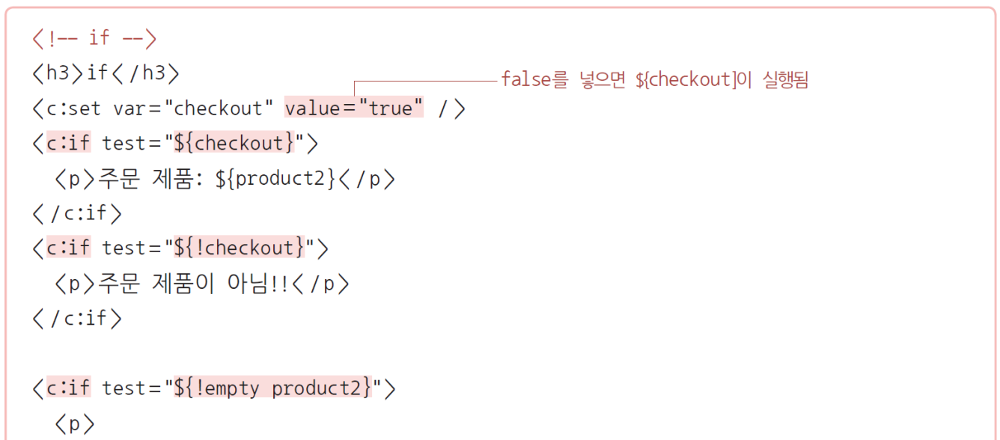 <!-- if -->
<h3>if</h3>
false를 넣으면 ${checkout]이 실행됨
<c:set var="checkout" value="true" />
<c:if test="${checkout}">
<p>주문 제품: ${product2}</p>
</c:if>
<c:if test="${!checkout}">
<p>주문 제품이 아님!!</p>
</c:if>
<c:if test="${!empty product2}">
<p>